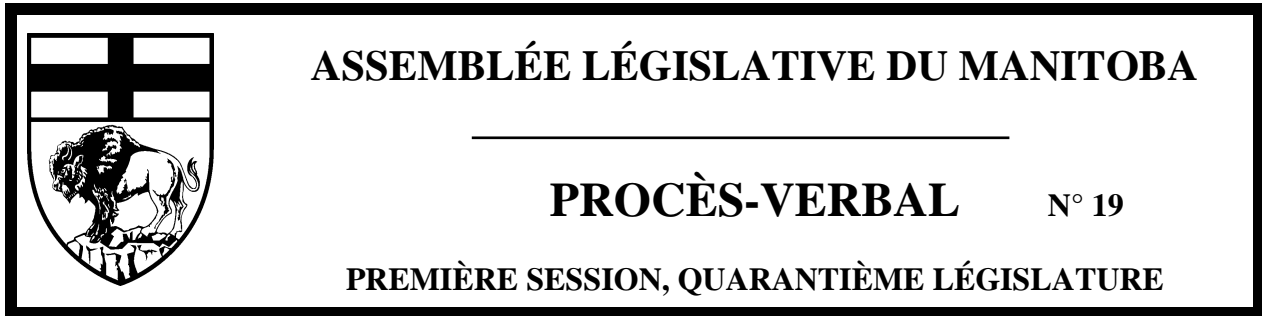 ASSEMBLÉE LÉGISLATIVE DU MANITOBA
PROCÈS-VERBAL N° 19
PREMIÈRE SESSION, QUARANTIÈME LÉGISLATURE